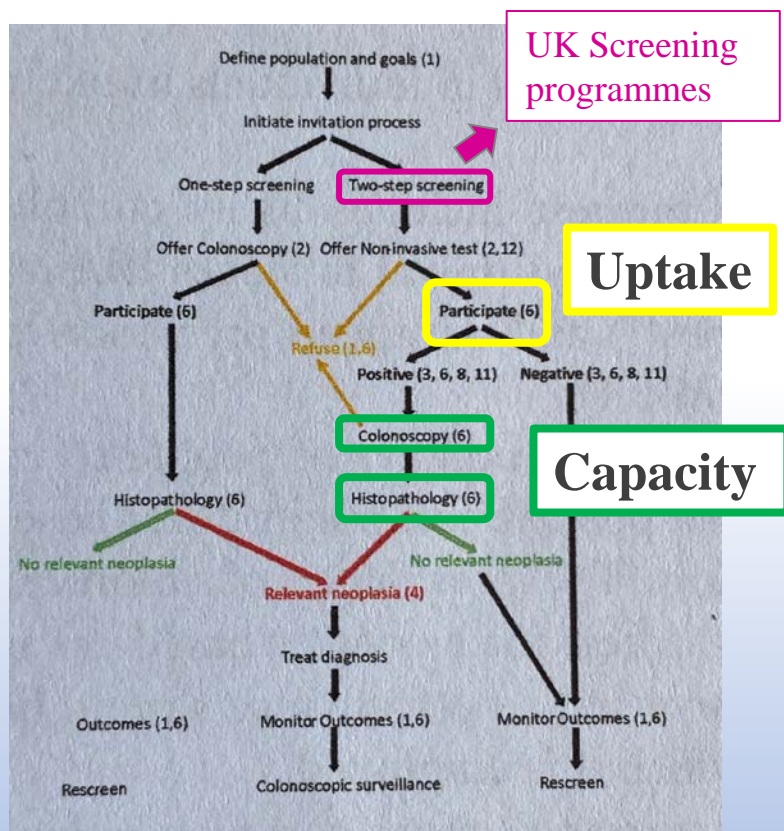 UK Screening
programmes
Define population and goals (1)
Initiate invitation process
One-step screening
Two-step screening
Offer Colonoscopy (2)
Offer Non-invasive test (2,12)
Uptake
Participate (6)
Participate (6)
Refuse (1,6)
Positive (3, 6, 8, 11)
Negative (3, 6, 8, 11)
Colonoscopy (6)
Capacity
Histopathology (6)
Histopathology (6)
No relevant neoplasia
No relevant neoplasia
Relevant neoplasia (4)
Treat diagnosis
Outcomes (1,6)
Monitor Outcomes (1,6)
Monitor Outcomes (1,6)
Rescreen
Colonoscopic surveillance
Rescreen